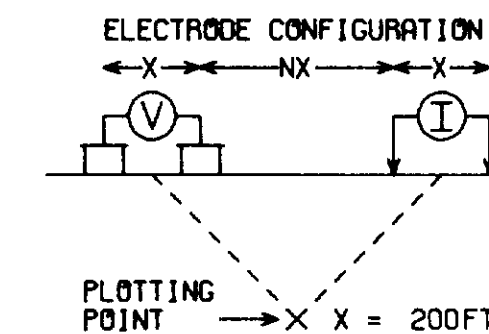 ELECTRODE CONFIGURATION
X NX X
V I
PLOTTING
POINT X X = 200FT